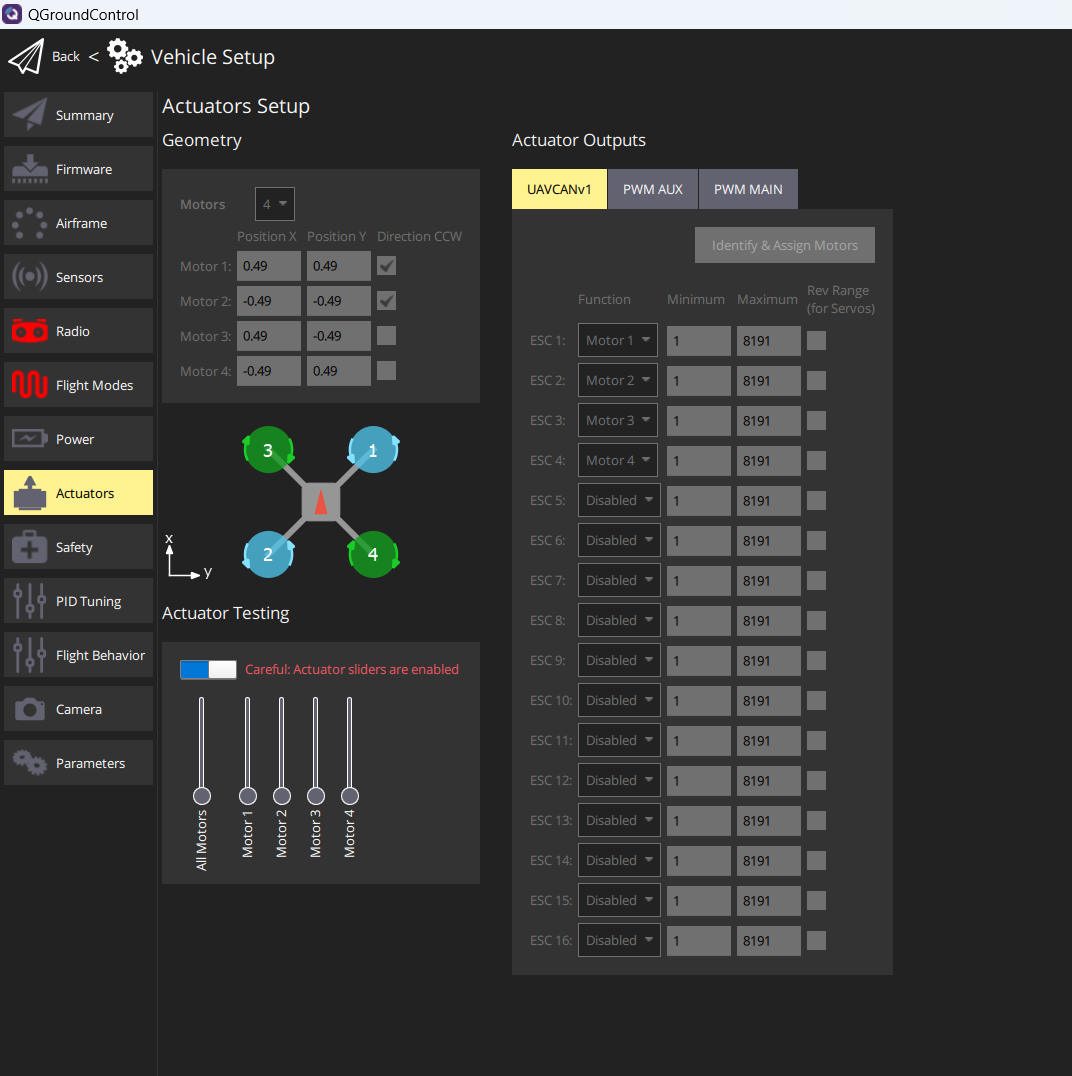 QGroundControl
Back < Vehicle Setup
Summary
Firmware
Airframe
Sensors
Radio
Flight Modes
Power
Actuators
Safety
PID Tuning
Flight Behavior
Camera
Parameters
Actuators Setup
Geometry
Motors 4
Position X Position Y Direction CCW
Motor 1: 0.49 0.49
Motor 2: -0.49 -0.49
Motor 3: 0.49 -0.49
Motor 4: -0.49 0.49
3 1
2 4
x
y
Actuator Testing
Careful: Actuator sliders are enabled
All Motors
Motor 1
Motor 2
Motor 3
Motor 4
Actuator Outputs
UAVCANv1 PWM AUX PWM MAIN
Identify & Assign Motors
Function Minimum Maximum Rev Range
(for Servos)
ESC 1: Motor 1 1 8191
ESC 2: Motor 2 1 8191
ESC 3: Motor 3 1 8191
ESC 4: Motor 4 1 8191
ESC 5: Disabled 1 8191
ESC 6: Disabled 1 8191
ESC 7: Disabled 1 8191
ESC 8: Disabled 1 8191
ESC 9: Disabled 1 8191
ESC 10: Disabled 1 8191
ESC 11: Disabled 1 8191
ESC 12: Disabled 1 8191
ESC 13: Disabled 1 8191
ESC 14: Disabled 1 8191
ESC 15: Disabled 1 8191
ESC 16: Disabled 1 8191